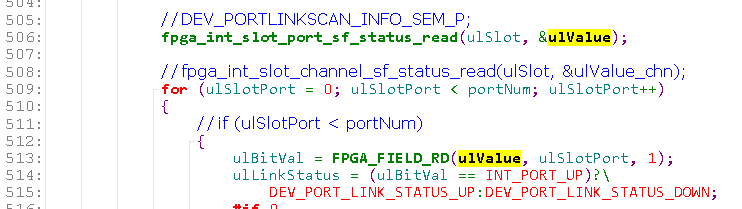 504:
505: //DEV_PORTLINKSCAN_INFO_SEM_P;
506: fpga_int_slot_port_sf_status_read(ulSlot, &ulValue);
507:
508: //fpga_int_slot_channel_sf_status_read(ulSlot, &ulValue_chn);
509: for (ulSlotPort = 0; ulSlotPort < portNum; ulSlotPort++)
510: {
511: //if (ulSlotPort < portNum)
512: {
513: ulBitVal = FPGA_FIELD_RD(ulValue, ulSlotPort, 1);
514: ulLinkStatus = (ulBitVal == INT_PORT_UP)?\
515: DEV_PORT_LINK_STATUS_UP:DEV_PORT_LINK_STATUS_DOWN;
516: #if 0